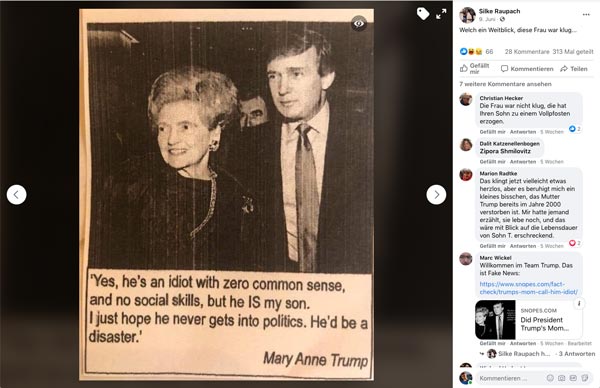 'Yes, he's an idiot with zero common sense,
and no social skills, but he IS my son.
I just hope he never gets into politics. He'd be a
disaster.'
Mary Anne Trump
Silke Raupach
9. Juni
Welch ein Weitblick, diese Frau war klug...
66
28 Kommentare 313 Mal geteilt
Gefällt mir
Kommentieren
Teilen
7 weitere Kommentare ansehen
Christian Hecker
Die Frau war nicht klug, die hat
Ihren Sohn zu einem Vollpfosten
erzogen.
2
Gefällt mir · Antworten · 5 Wochen
Dalit Katzenellenbogen
Zipora Shmilovitz
Gefällt mir · Antworten · 5 Wochen
Marion Radtke
Das klingt jetzt vielleicht etwas
herzlos, aber es beruhigt mich ein
kleines bisschen, das Mutter
Trump bereits im Jahre 2000
verstorben ist. Mir hatte jemand
erzählt, sie lebe noch, und das
wäre mit Blick auf die Lebensdauer
von Sohn T. erschreckend.
2
Gefällt mir · Antworten · 5 Wochen
Marc Wickel
Willkommen im Team Trump. Das
ist Fake News:
https://www.snopes.com/fact-
check/trumps-mom-call-him-idiot/
SNOPES.COM
Did President
Trump's Mom...
Gefällt mir · Antworten · 5 Wochen · Bearbeitet
Silke Raupach h... · 3 Antworten
Kommentieren ...